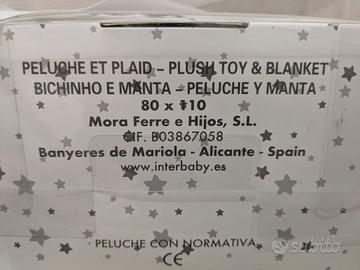 PELUCHE ET PLAID - PLUSH TOY & BLANKET
BICHINHO E MANTA - PELUCHE Y MANTA
80 x 110
Mora Ferre e Hijos, S.L.
CIF. B03867058
Banyeres de Mariola - Alicante - Spain
www.interbaby.es
PELUCHE CON NORMATIVA
CE
subito